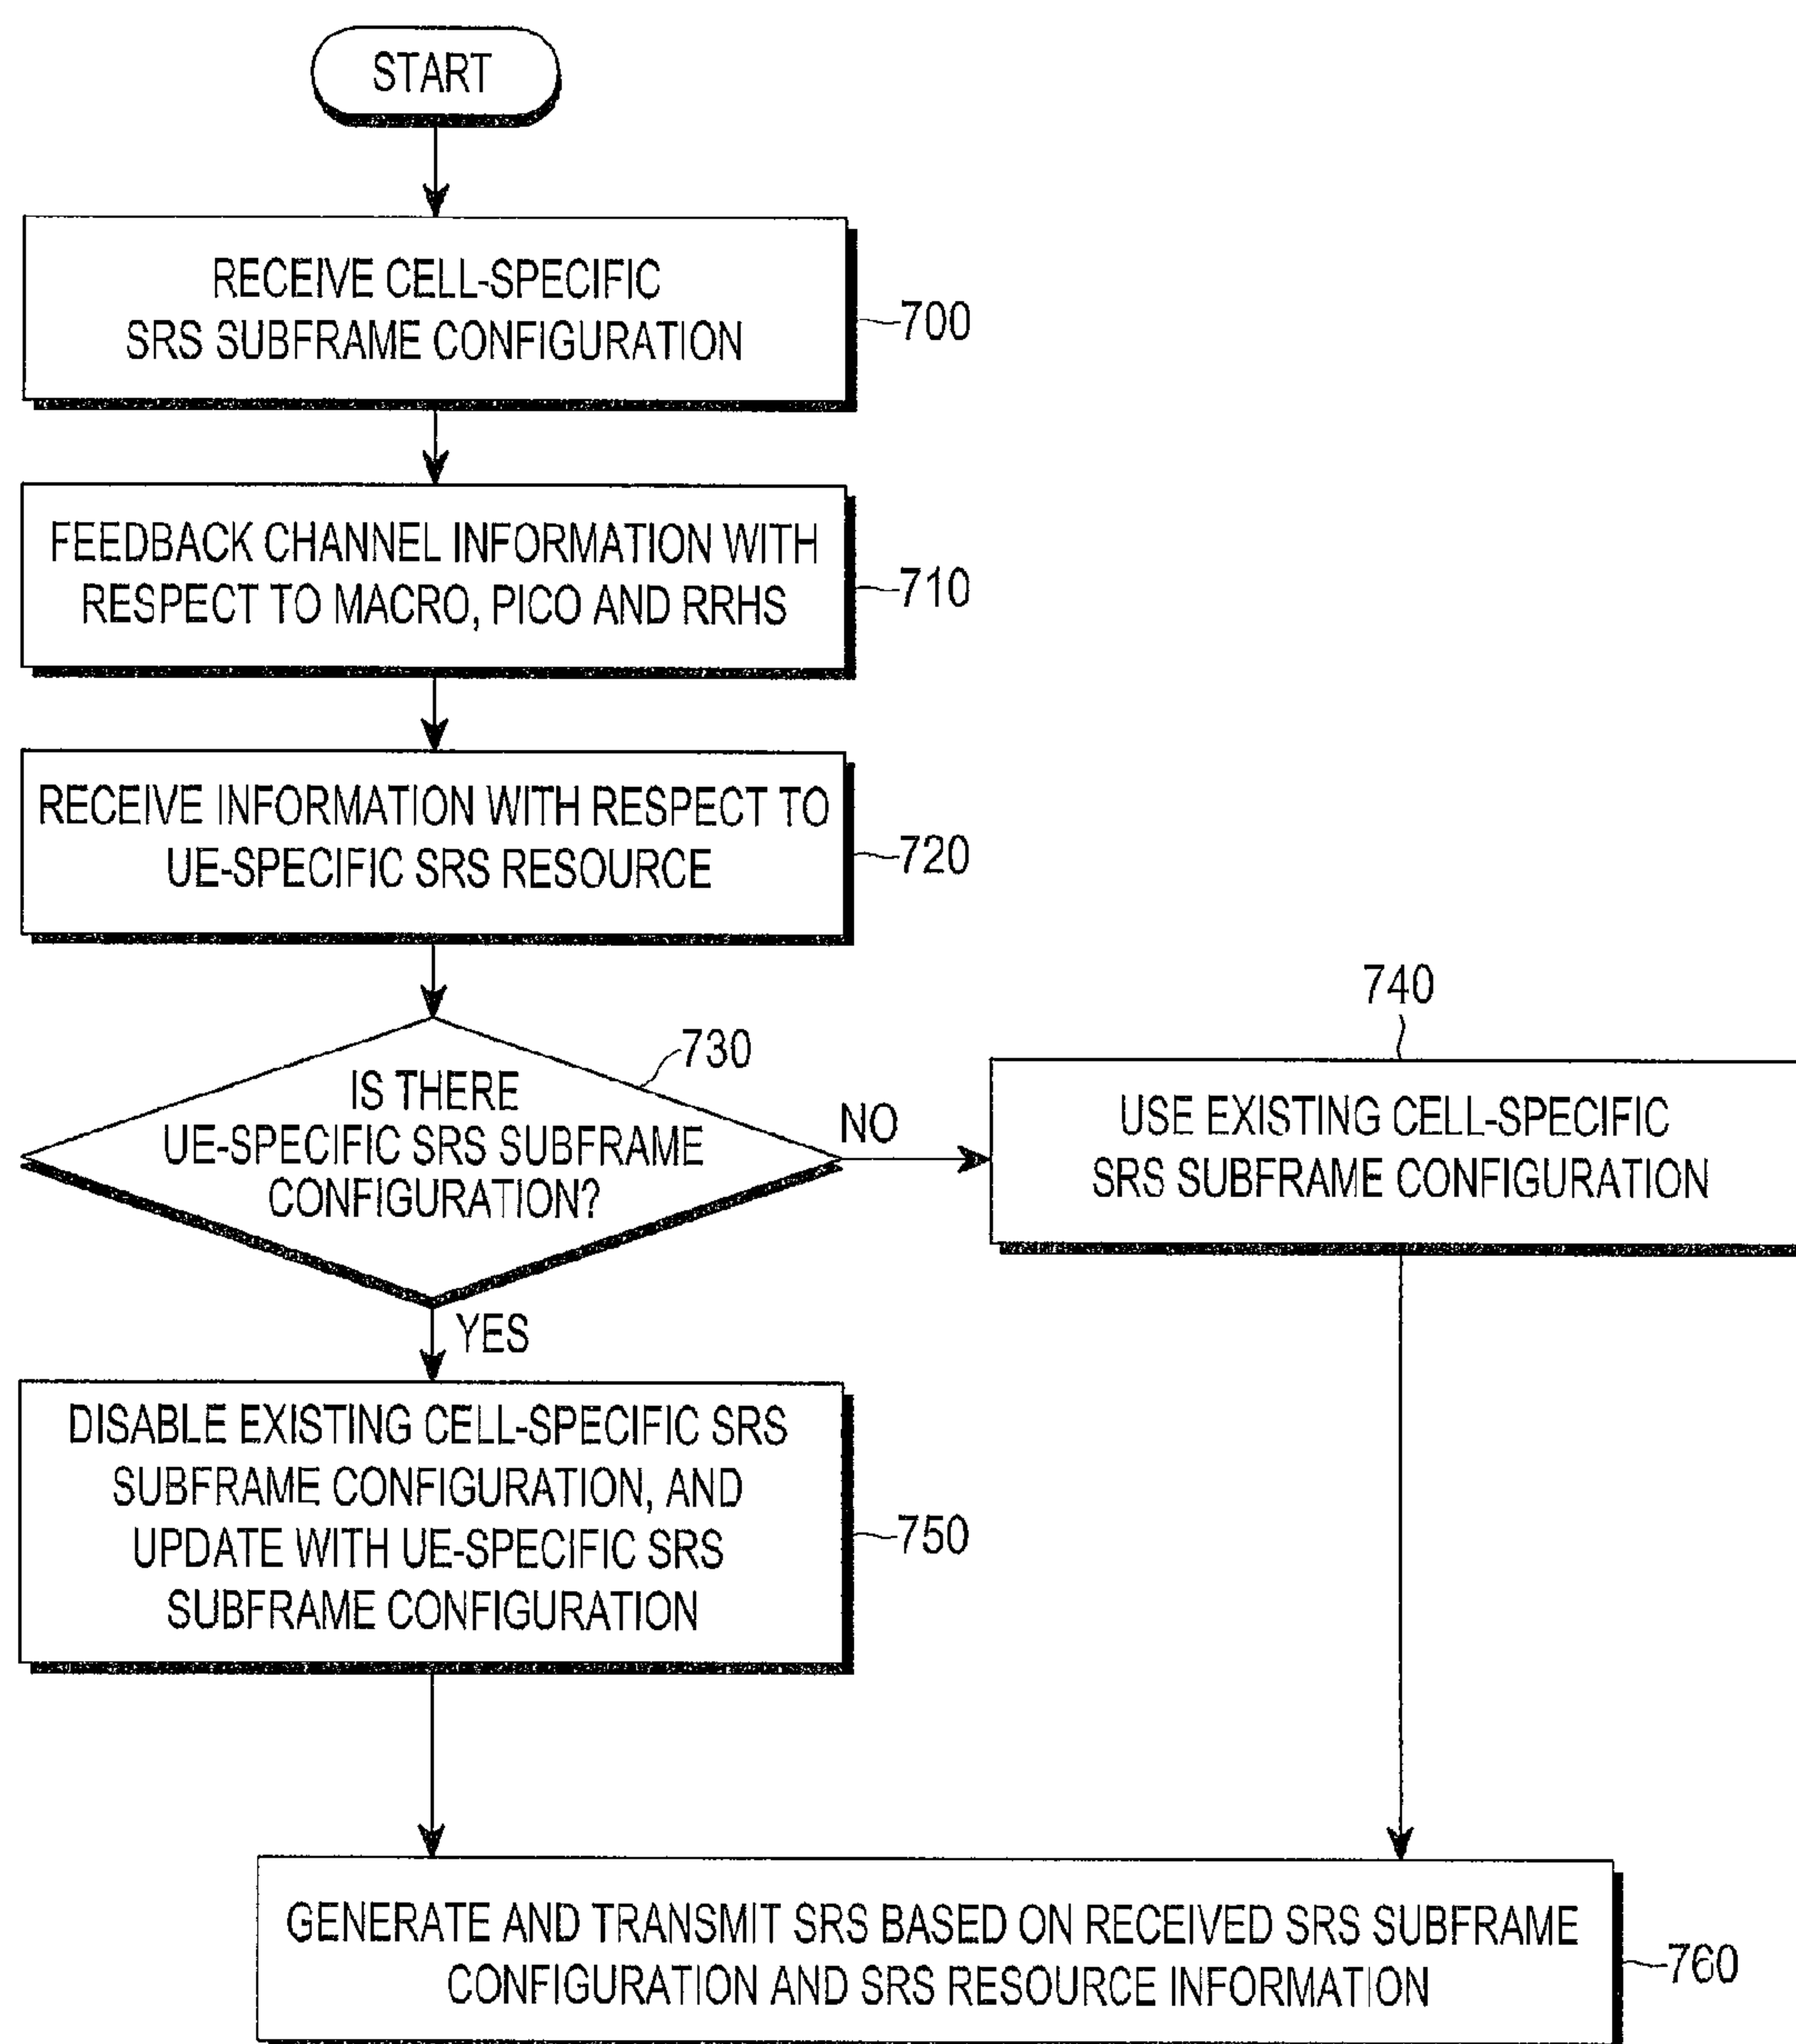 START
RECEIVE CELL-SPECIFIC
SRS SUBFRAME CONFIGURATION
700
FEEDBACK CHANNEL INFORMATION WITH
RESPECT TO MACRO, PICO AND RRHS
710
RECEIVE INFORMATION WITH RESPECT TO
UE-SPECIFIC SRS RESOURCE
720
730
IS THERE
UE-SPECIFIC SRS SUBFRAME
CONFIGURATION?
NO
740
USE EXISTING CELL-SPECIFIC
SRS SUBFRAME CONFIGURATION
YES
DISABLE EXISTING CELL-SPECIFIC SRS
SUBFRAME CONFIGURATION, AND
UPDATE WITH UE-SPECIFIC SRS
SUBFRAME CONFIGURATION
750
GENERATE AND TRANSMIT SRS BASED ON RECEIVED SRS SUBFRAME
CONFIGURATION AND SRS RESOURCE INFORMATION
760